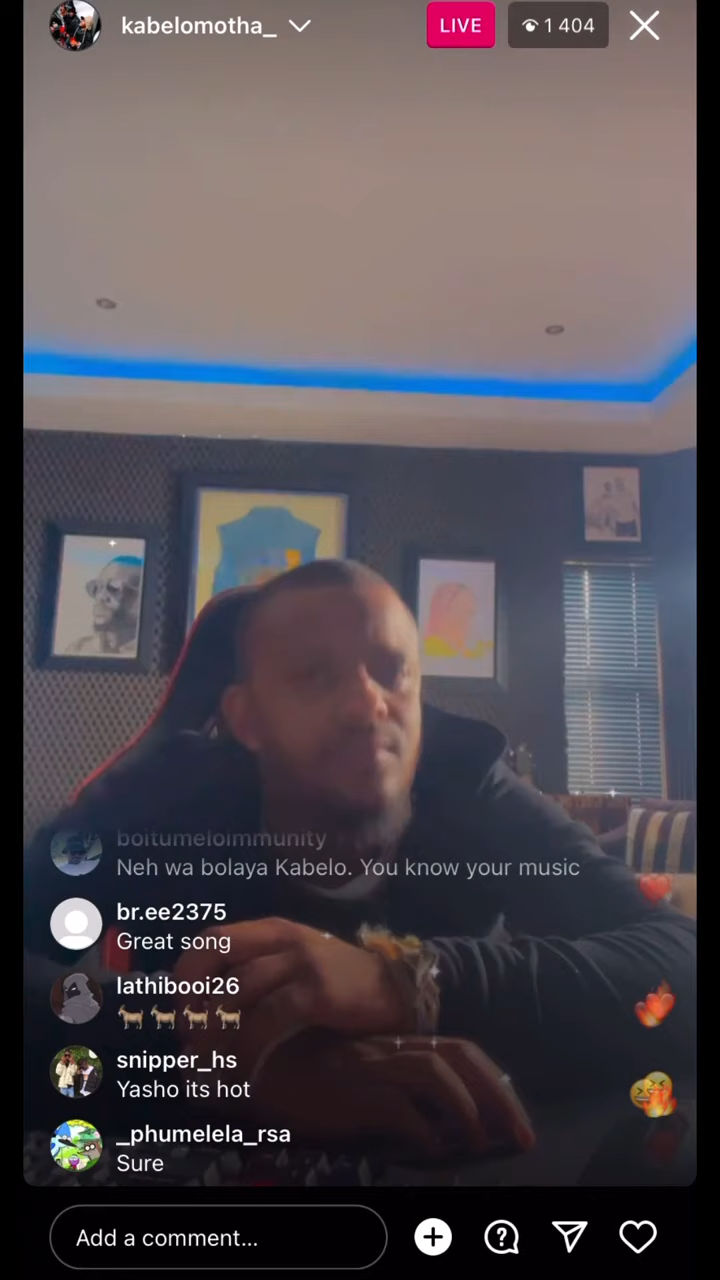 kabelomotha_
LIVE
1 404
boitumeloimmunity
Neh wa bolaya Kabelo. You know your music
br.ee2375
Great song
lathibooi26
snipper_hs
Yasho its hot
_phumelela_rsa
Sure
Add a comment...